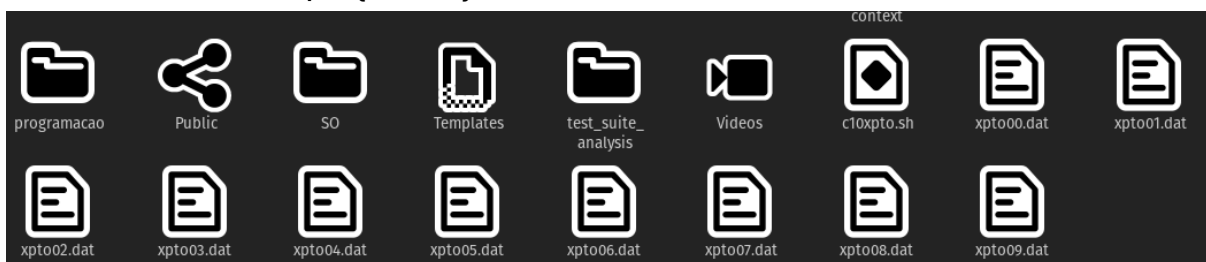 context
programacao
Public
SO
Templates
test_suite_
analysis
Videos
c10xpto.sh
xpto00.dat
xpto01.dat
xpto02.dat
xpto03.dat
xpto04.dat
xpto05.dat
xpto06.dat
xpto07.dat
xpto08.dat
xpto09.dat